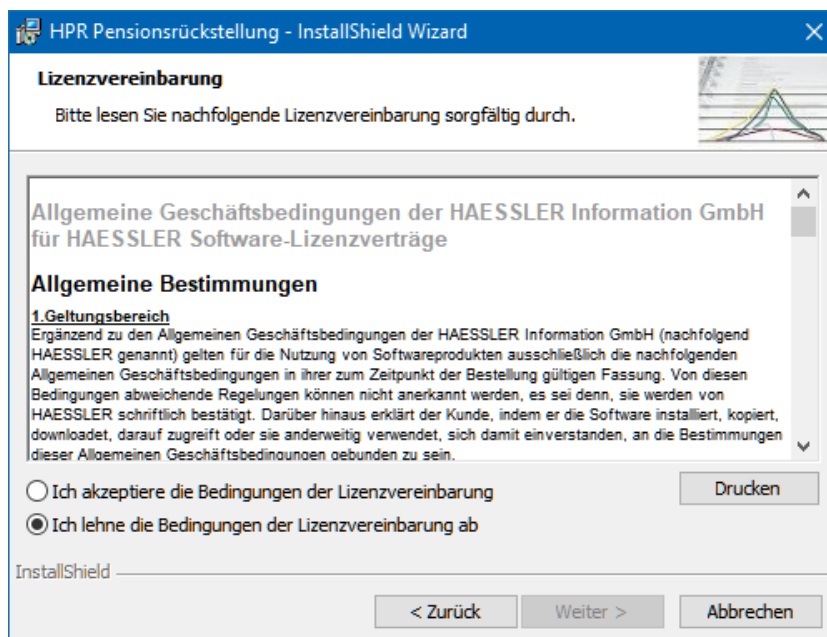 HPR Pensionsrückstellung - InstallShield Wizard
Lizenzvereinbarung
Bitte lesen Sie nachfolgende Lizenzvereinbarung sorgfältig durch.
Allgemeine Geschäftsbedingungen der HAESSLER Information GmbH
für HAESSLER Software-Lizenzverträge
Allgemeine Bestimmungen
1.Geltungsbereich
Ergänzend zu den Allgemeinen Geschäftsbedingungen der HAESSLER Information GmbH (nachfolgend
HAESSLER genannt) gelten für die Nutzung von Softwareprodukten ausschließlich die nachfolgenden
Allgemeinen Geschäftsbedingungen in ihrer zum Zeitpunkt der Bestellung gültigen Fassung. Von diesen
Bedingungen abweichende Regelungen können nicht anerkannt werden, es sei denn, sie werden von
HAESSLER schriftlich bestätigt. Darüber hinaus erklärt der Kunde, indem er die Software installiert, kopiert,
downloadet, darauf zugreift oder sie anderweitig verwendet, sich damit einverstanden, an die Bestimmungen
dieser Allgemeinen Geschäftsbedingungen gebunden zu sein.
Ich akzeptiere die Bedingungen der Lizenzvereinbarung
Drucken
Ich lehne die Bedingungen der Lizenzvereinbarung ab
InstallShield
< Zurück
Weiter >
Abbrechen